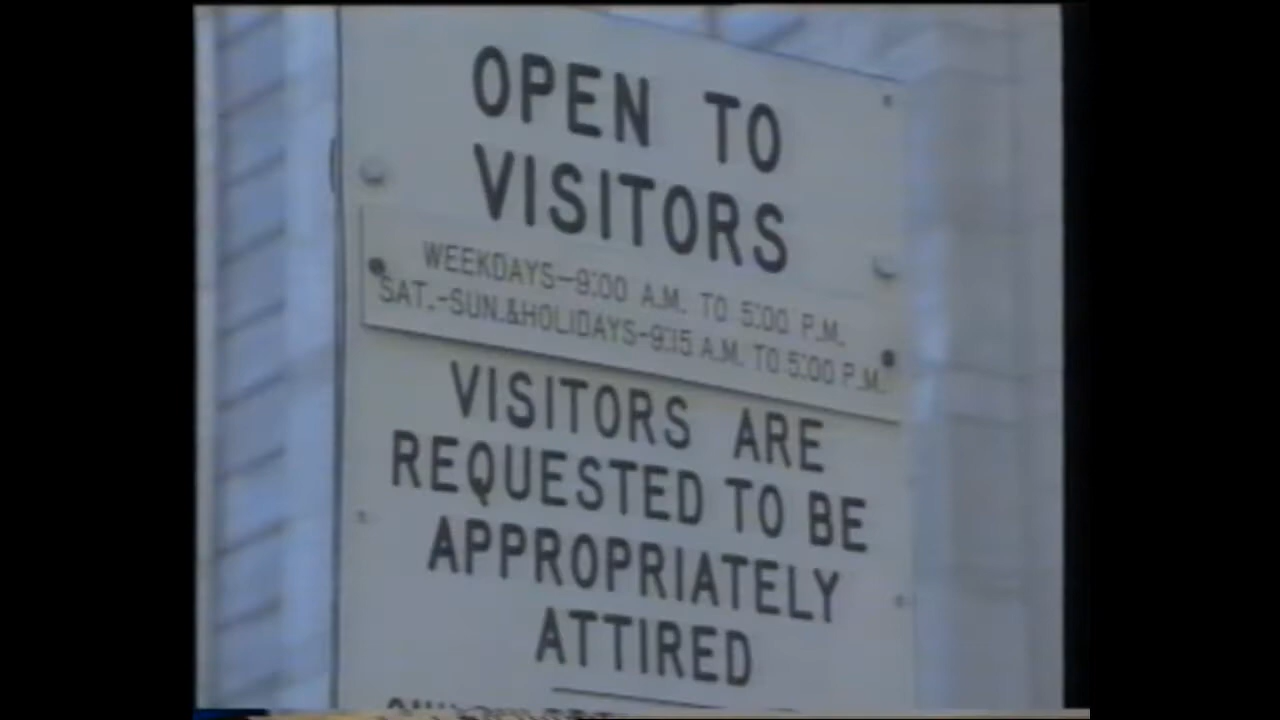 OPEN TO
VISITORS
WEEKDAYS-9:00 A.M. TO 5:00 P.M.
SAT.-SUN.&HOLIDAYS-9:15 A.M. TO 5:00 P.M.
VISITORS ARE
REQUESTED TO BE
APPROPRIATELY
ATTIRED